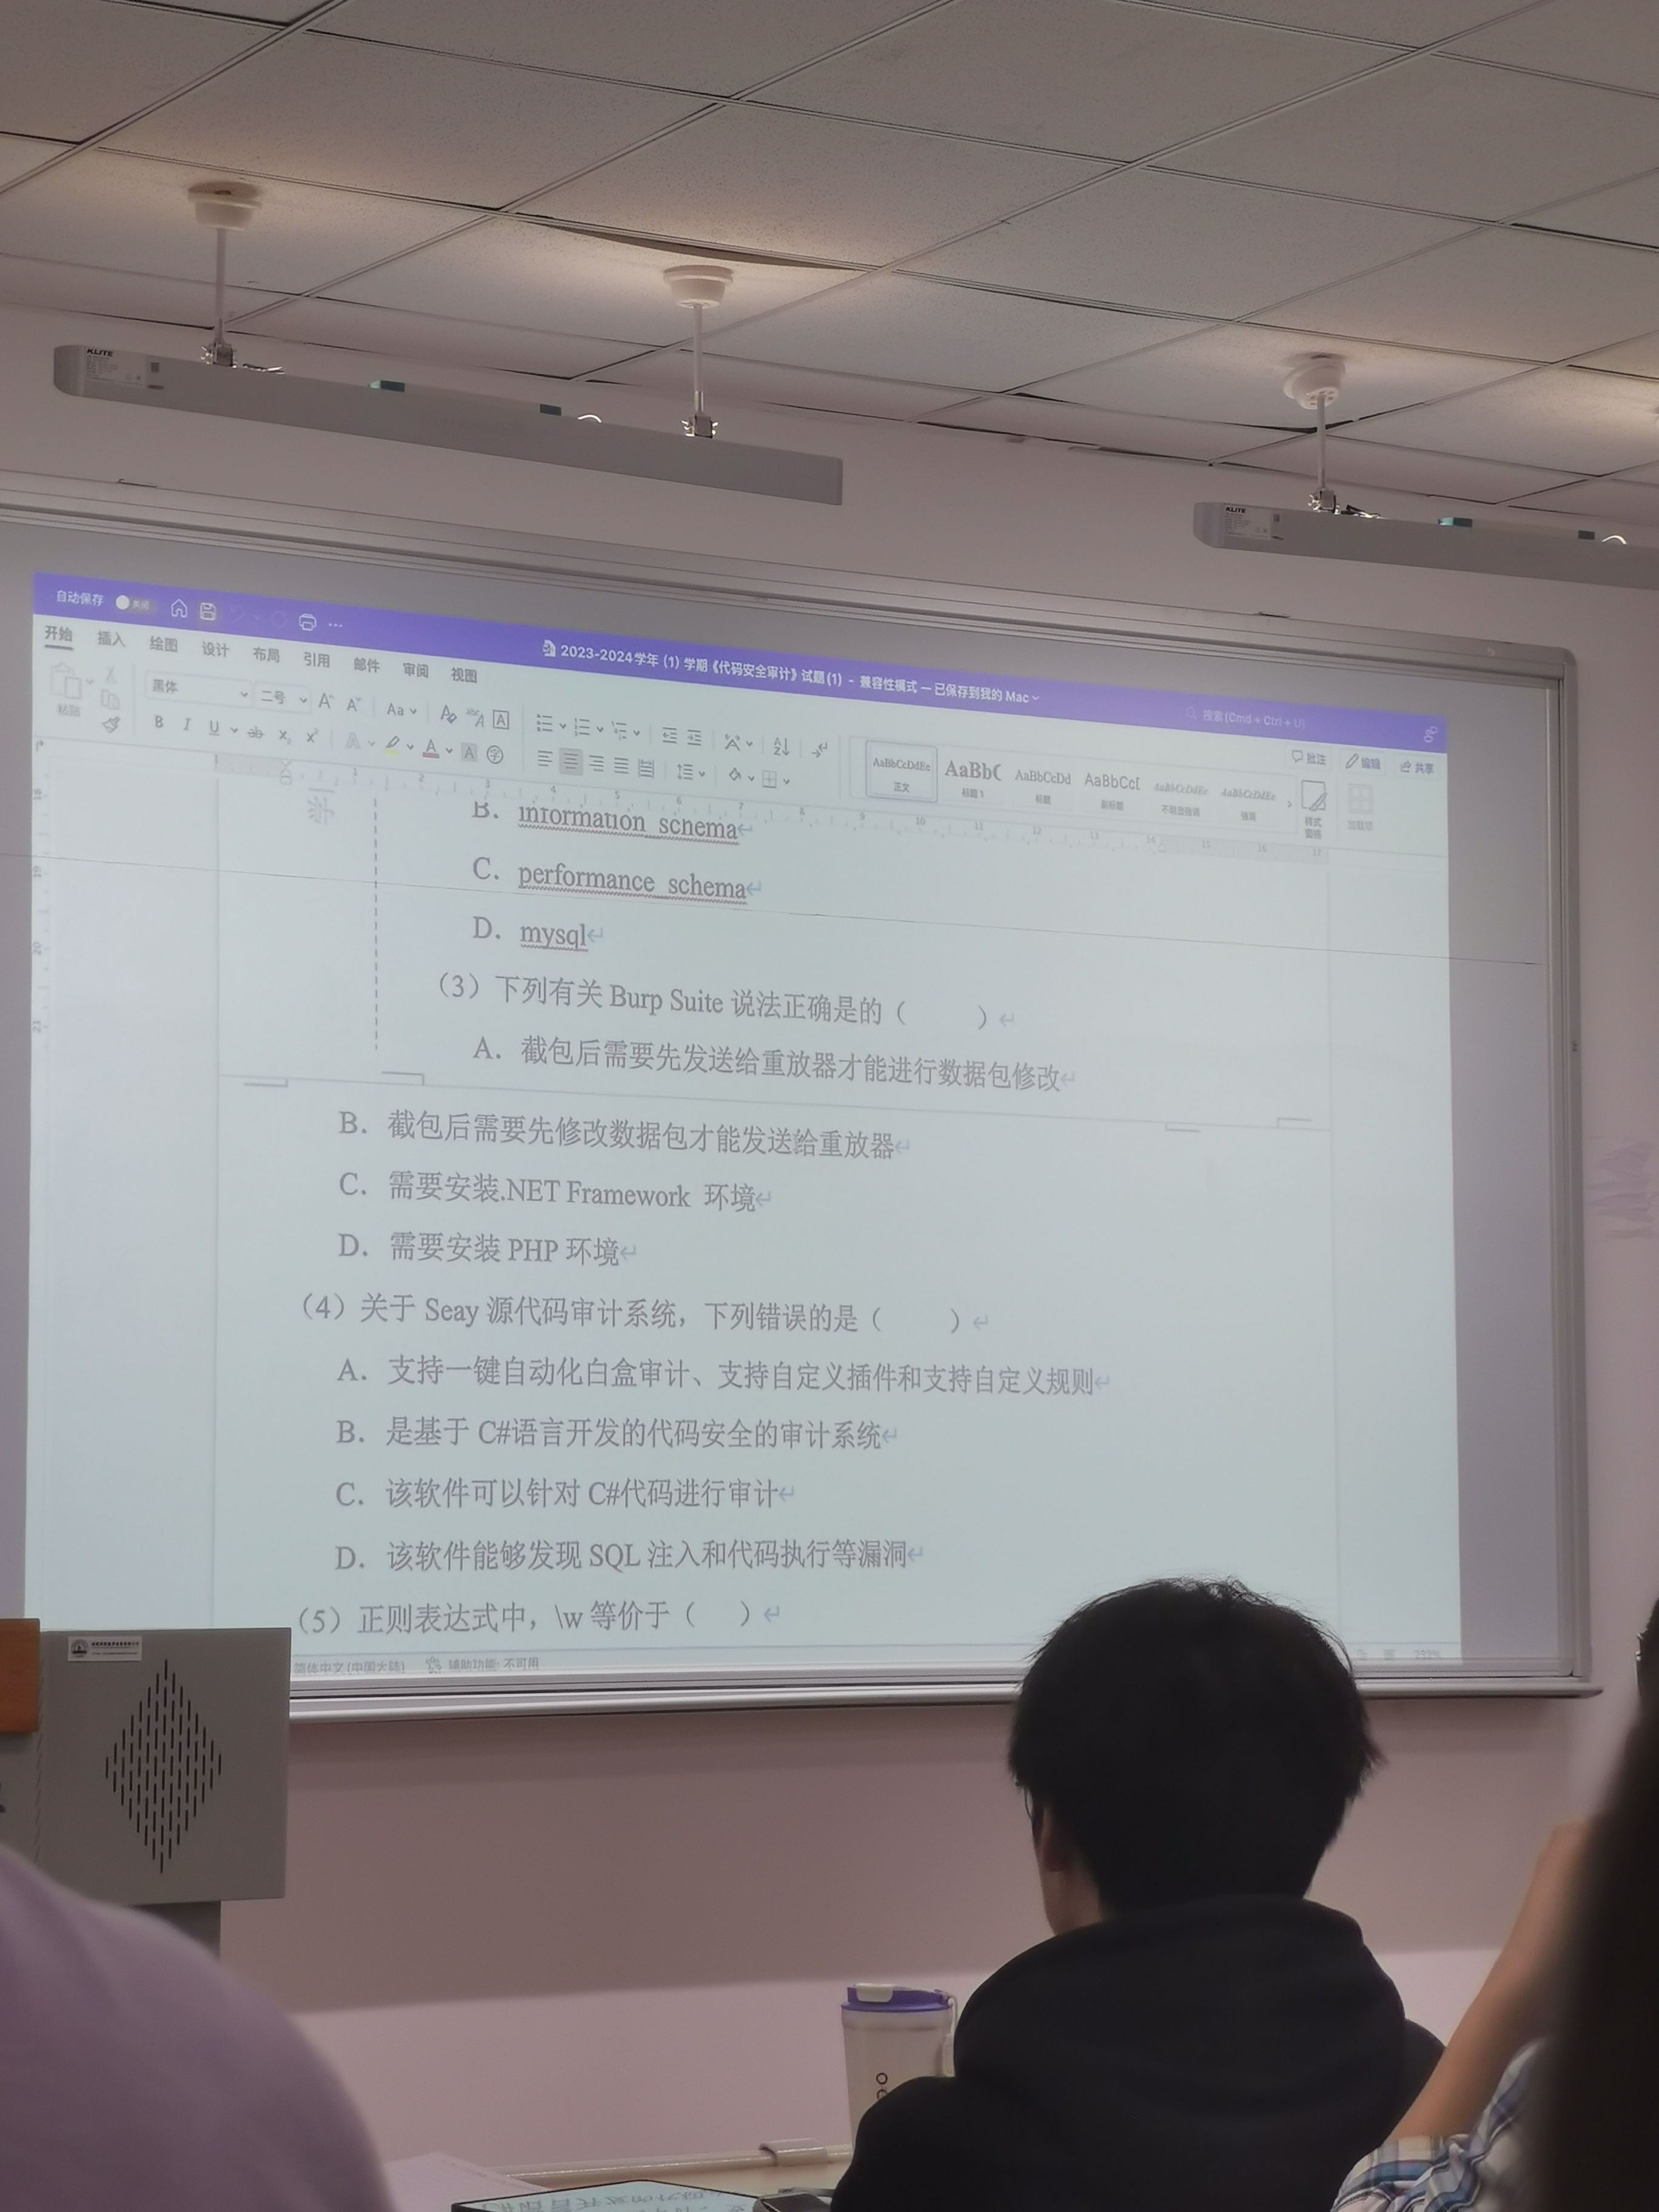 KLITE
KLITE
自动保存 关闭
2023-2024学年 (1) 学期《代码安全审计》试题(1) - 兼容性模式 — 已保存到我的 Mac
搜索(Cmd + Ctrl + U)
开始 插入 绘图 设计 布局 引用 邮件 审阅 视图
批注 编辑 共享
粘贴 黑体 二号
AaBbCcDdEe 正文
AaBb( 标题 1
AaBbCcDd 标题
AaBbCcD 副标题
AaBbCcDdEe 不明显强调
AaBbCcDdEe 强调
样式窗格
加载项
B. information_schema
C. performance_schema
D. mysql
（3）下列有关 Burp Suite 说法正确是的（ ）
A. 截包后需要先发送给重放器才能进行数据包修改
B. 截包后需要先修改数据包才能发送给重放器
C. 需要安装.NET Framework 环境
D. 需要安装 PHP 环境
（4）关于 Seay 源代码审计系统，下列错误的是（ ）
A. 支持一键自动化白盒审计、支持自定义插件和支持自定义规则
B. 是基于 C#语言开发的代码安全的审计系统
C. 该软件可以针对 C#代码进行审计
D. 该软件能够发现 SQL 注入和代码执行等漏洞
（5）正则表达式中，\w 等价于（ ）
简体中文 (中国大陆) 辅助功能: 不可用 232%